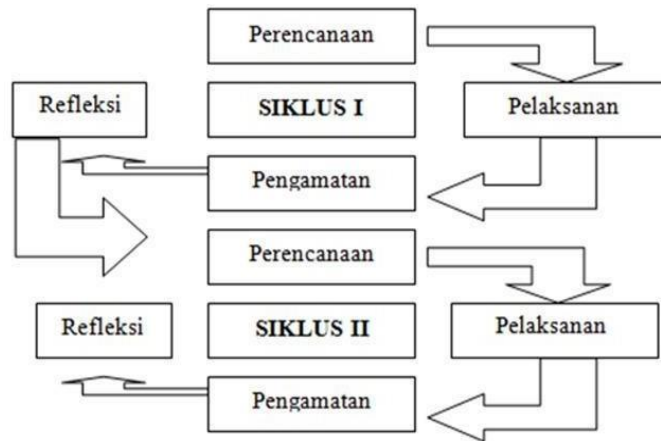 Perencanaan
Refleksi
SIKLUS I
Pelaksanan
Pengamatan
Perencanaan
Refleksi
SIKLUS II
Pelaksanan
Pengamatan